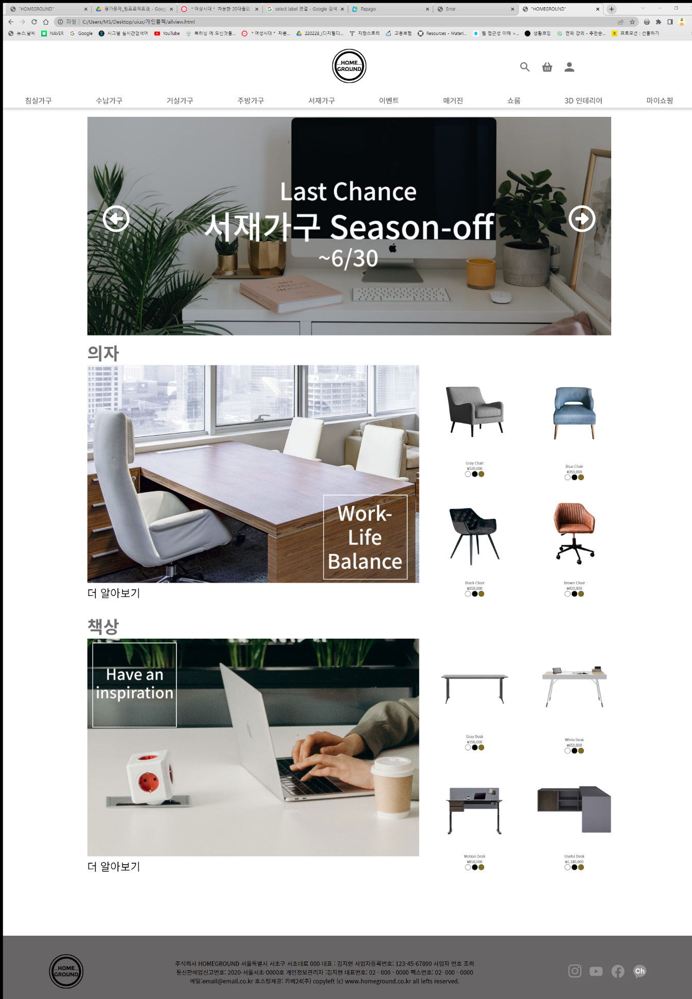 "HOMEGROUND"
평가문제_팀프로젝트겸 - Goog
* 여성시대 * 차분한 20대들의
select label 연결 - Google 검색
Papago
Error
"HOMEGROUND"
파일 | C:/Users/MS/Desktop/uiux/개인플젝/allview.html
뉴스,날씨
NAVER
Google
시그널 실시간검색어
YouTube
북러닝 에 오신것을...
* 여성시대 * 차분...
220228_(디지털디...
지짱스토리
고용보험
Resources - Materi...
웹 접근성 이해 >...
생활코딩
전체 강의 - 추천순...
프로모션 : 선물하기
HOME
GROUND
침실가구
수납가구
거실가구
주방가구
서재가구
이벤트
매거진
쇼룸
3D 인테리어
마이쇼핑
Last Chance
서재가구 Season-off
~6/30
의자
Work-
Life
Balance
Gray Chair
₩320,000
Blue Chair
₩350,000
Black Chair
₩350,000
Brown Chair
₩420,000
더 알아보기
책상
Have an
inspiration
Gray Desk
₩390,000
White Desk
₩650,000
Motion Desk
₩850,000
Useful Desk
₩1,180,000
더 알아보기
HOME
GROUND
주식회사 HOMEGROUND 서울특별시 서초구 서초대로 000 대표 : 김지현 사업자등록번호: 123-45-67890 사업자 번호 조회
통신판매업신고번호: 2020-서울서초-0000호 개인정보관리자 :김지현 대표번호: 02 - 000 - 0000 팩스번호: 02- 000 - 0000
메일:email@email.co.kr 호스팅제공: 카페24(주) copyleft (c) www.homeground.co.kr all lefts reserved.
Ch